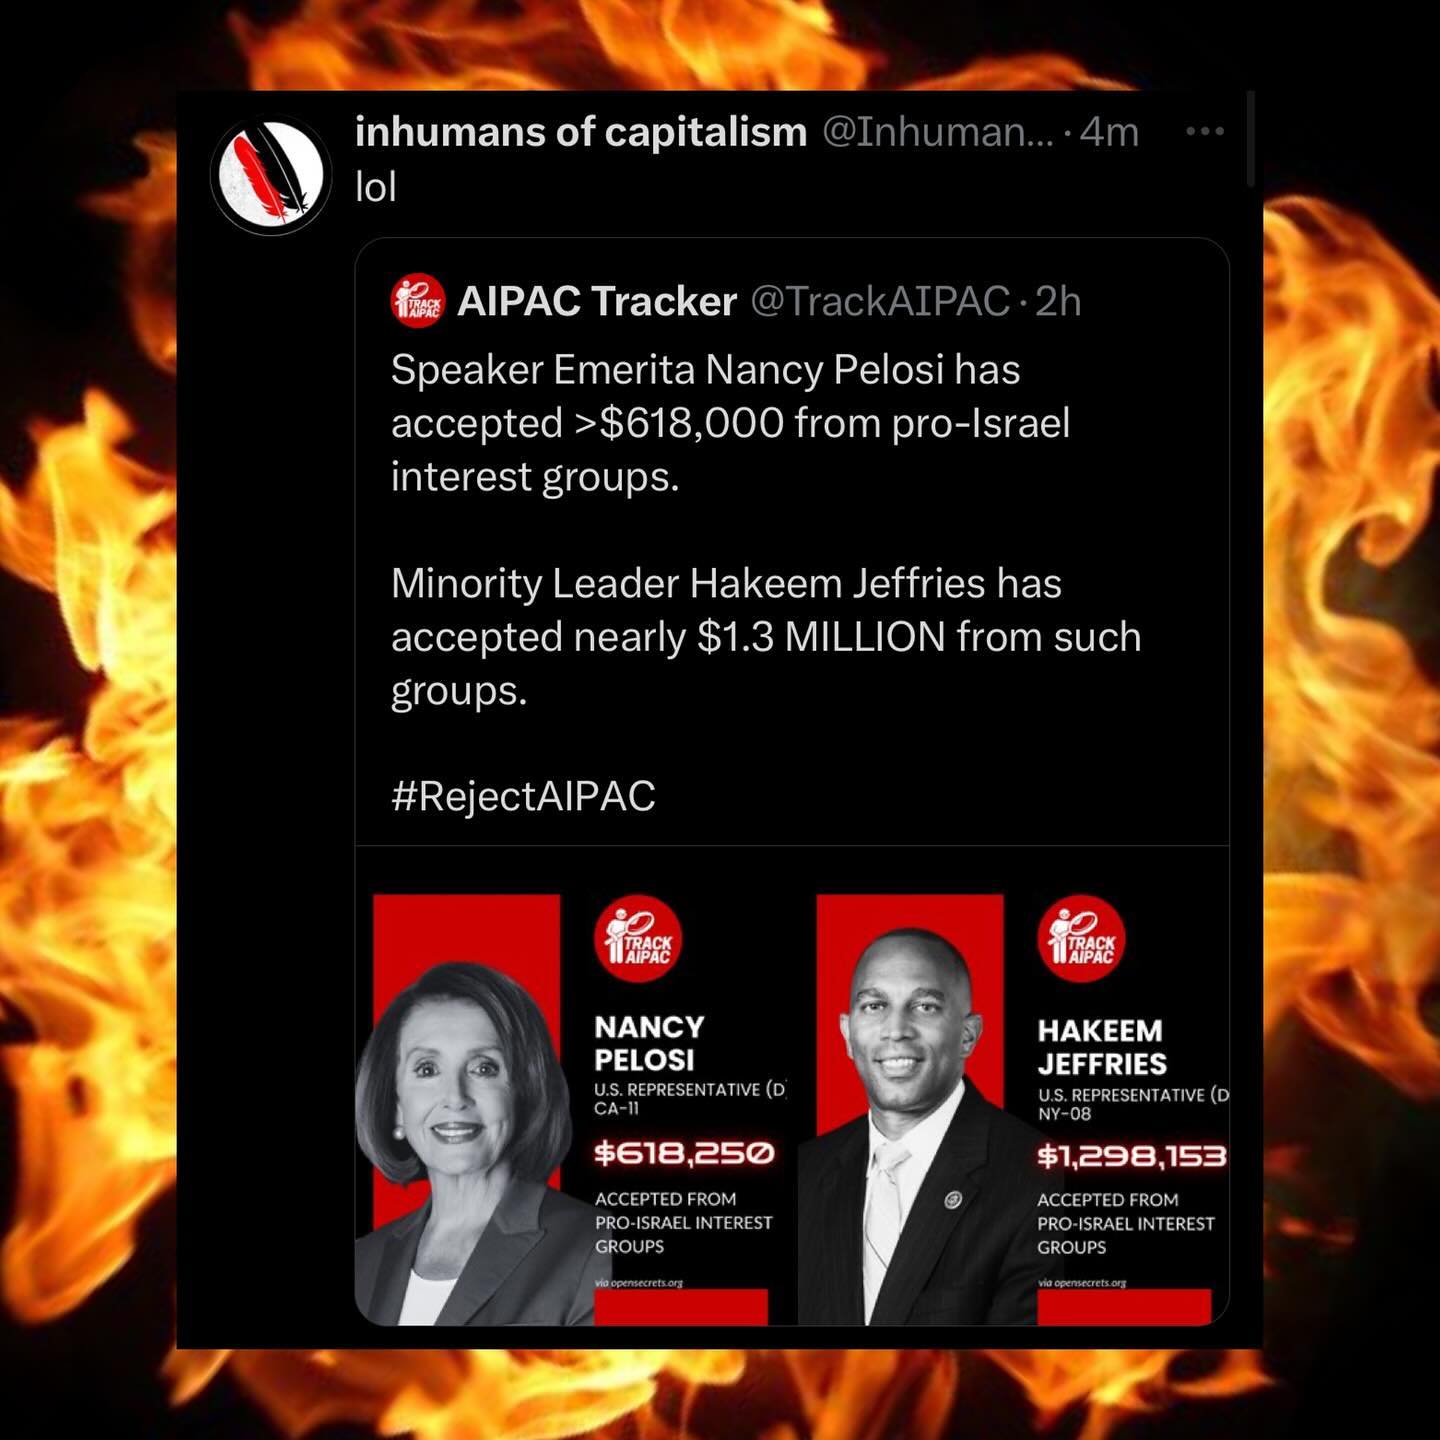 inhumans of capitalism @Inhuman... · 4m
lol
AIPAC Tracker @TrackAIPAC · 2h
Speaker Emerita Nancy Pelosi has
accepted >$618,000 from pro-Israel
interest groups.
Minority Leader Hakeem Jeffries has
accepted nearly $1.3 MILLION from such
groups.
#RejectAIPAC
TRACK
AIPAC
NANCY
PELOSI
U.S. REPRESENTATIVE (D)
CA-11
$618,250
ACCEPTED FROM
PRO-ISRAEL INTEREST
GROUPS
via opensecrets.org
TRACK
AIPAC
HAKEEM
JEFFRIES
U.S. REPRESENTATIVE (D
NY-08
$1,298,153
ACCEPTED FROM
PRO-ISRAEL INTEREST
GROUPS
via opensecrets.org